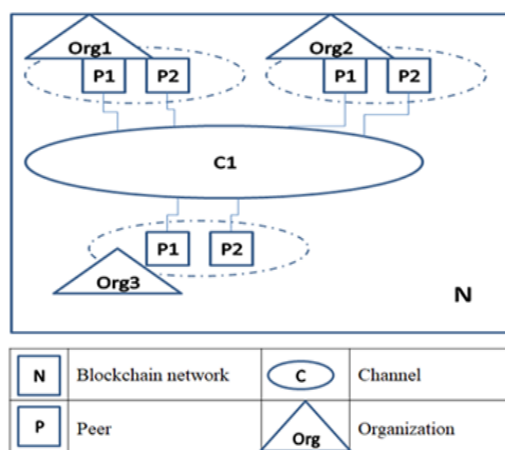 Org1 Org2
P1 P2 P1 P2
C1
P1 P2
Org3
N
N Blockchain network C Channel
P Peer Org Organization